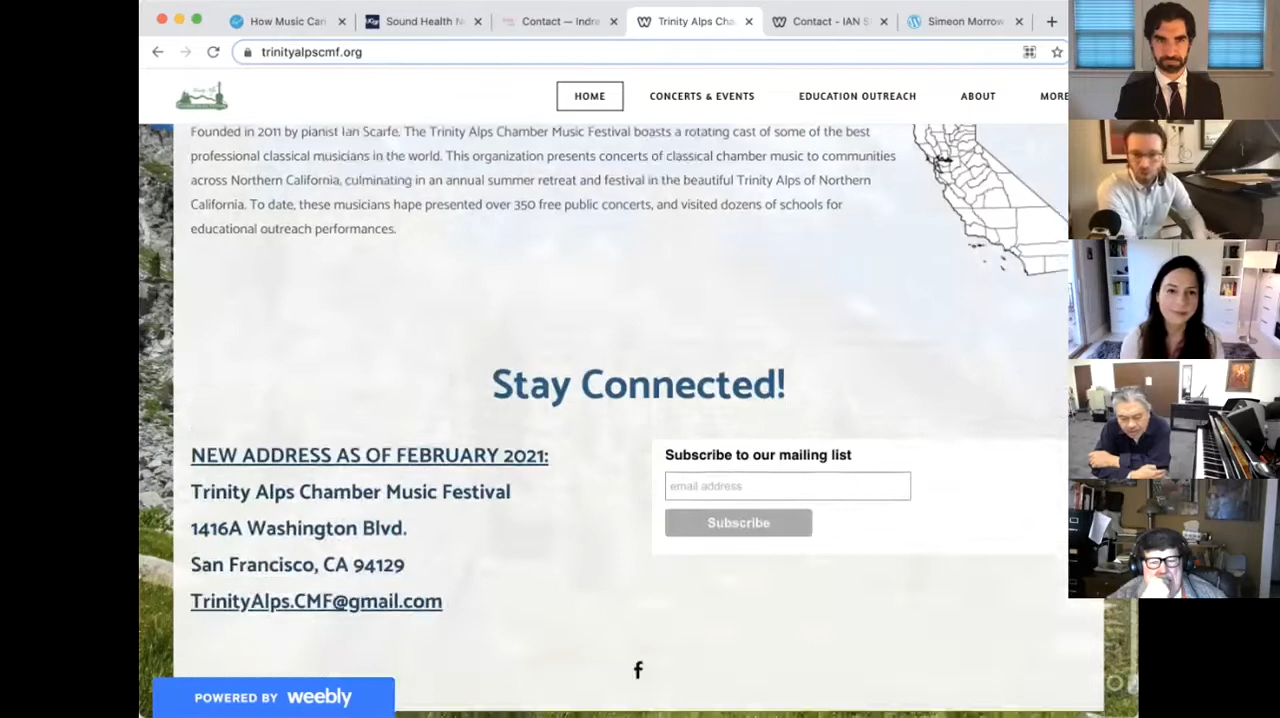 How Music Can
Sound Health N
Contact — Indre
Trinity Alps Cha
Contact - IAN S
Simeon Morrow
trinityalpscmf.org
HOME
CONCERTS & EVENTS
EDUCATION OUTREACH
ABOUT
MORE
Founded in 2011 by pianist Ian Scarfe. The Trinity Alps Chamber Music Festival boasts a rotating cast of some of the best
professional classical musicians in the world. This organization presents concerts of classical chamber music to communities
across Northern California, culminating in an annual summer retreat and festival in the beautiful Trinity Alps of Northern
California. To date, these musicians hape presented over 350 free public concerts, and visited dozens of schools for
educational outreach performances.
Stay Connected!
NEW ADDRESS AS OF FEBRUARY 2021:
Trinity Alps Chamber Music Festival
1416A Washington Blvd.
San Francisco, CA 94129
TrinityAlps.CMF@gmail.com
Subscribe to our mailing list
email address
Subscribe
POWERED BY weebly